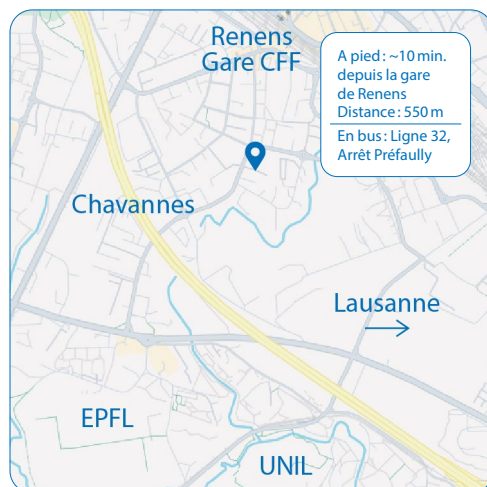 Renens
Gare CFF
A pied : ~10 min.
depuis la gare
de Renens
Distance : 550 m
En bus : Ligne 32,
Arrêt Préfaully
Chavannes
Lausanne
EPFL
UNIL